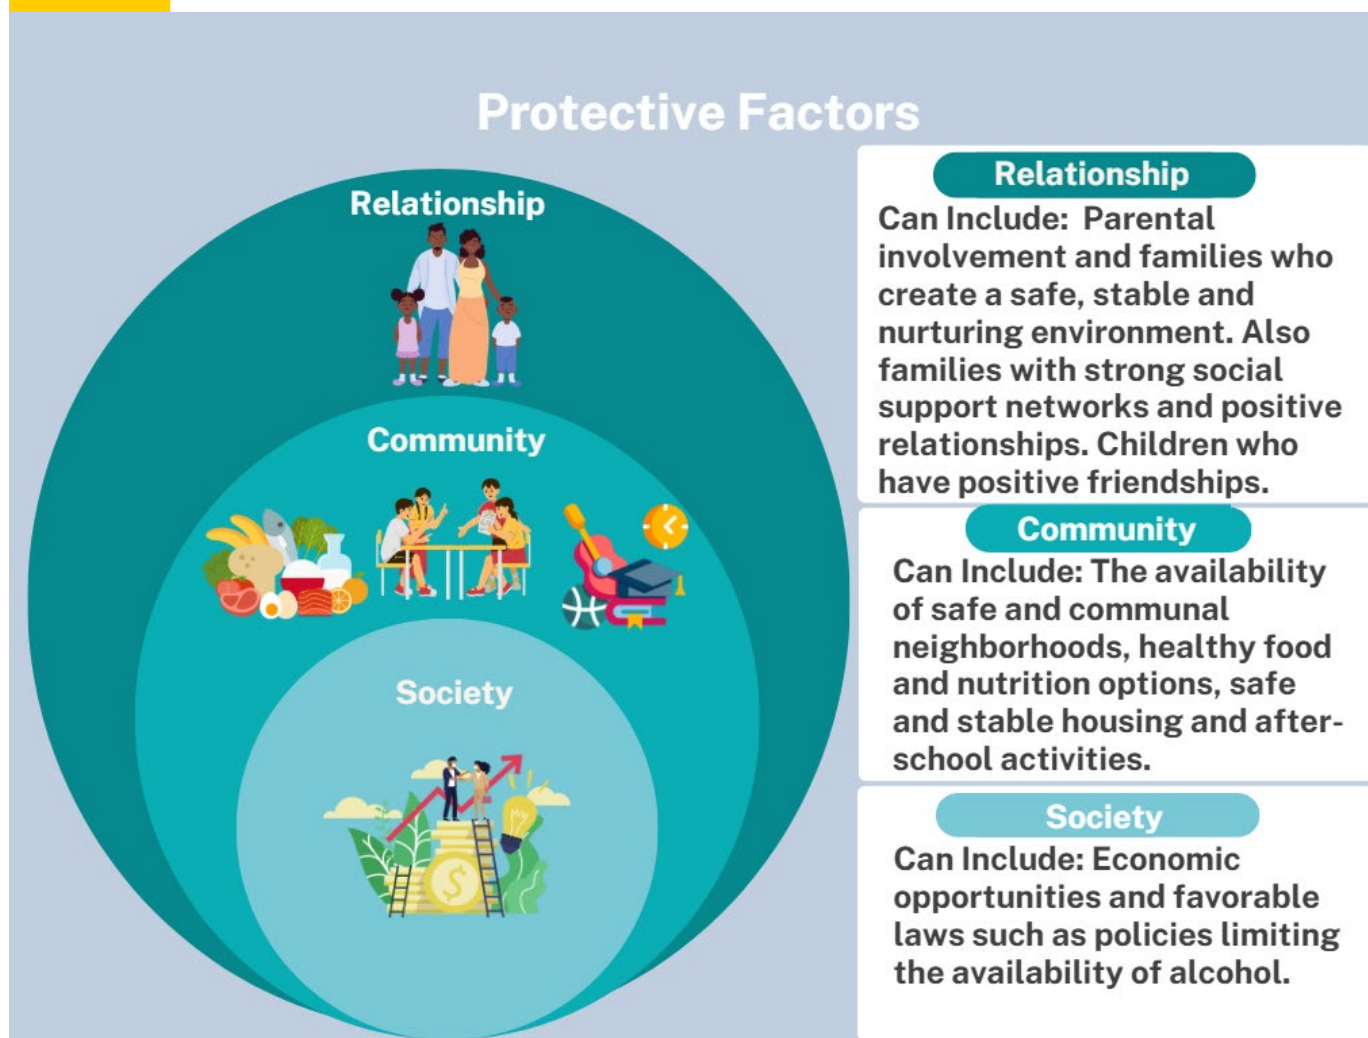 Protective Factors
Relationship
Community
Society
Relationship
Can Include:  Parental
involvement and families who
create a safe, stable and
nurturing environment. Also
families with strong social
support networks and positive
relationships. Children who
have positive friendships.
Community
Can Include: The availability
of safe and communal
neighborhoods, healthy food
and nutrition options, safe
and stable housing and after-
school activities.
Society
Can Include: Economic
opportunities and favorable
laws such as policies limiting
the availability of alcohol.